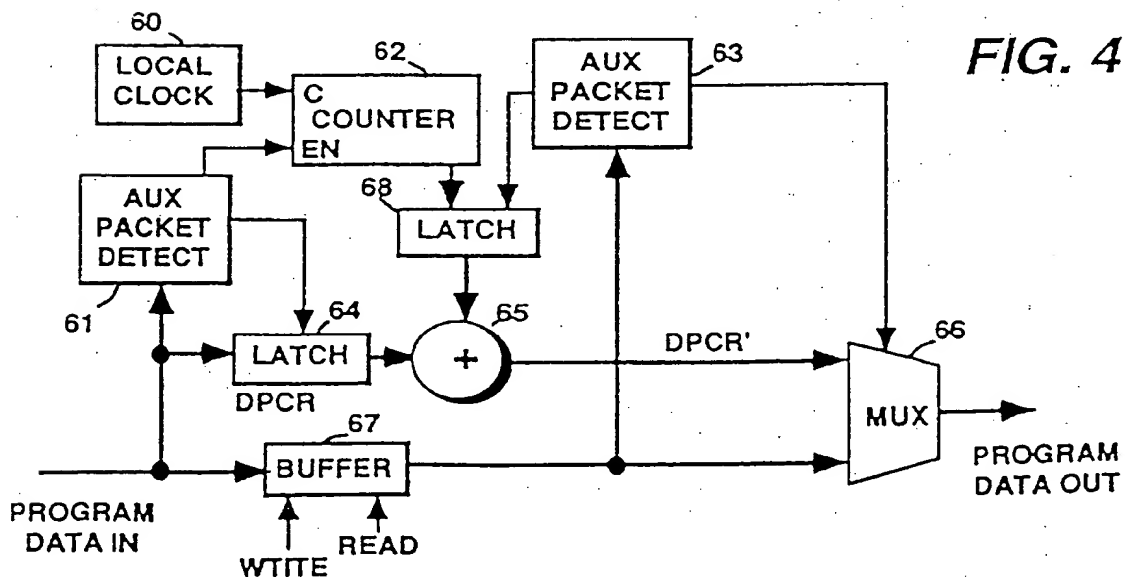 FIG. 4
60
LOCAL
CLOCK
62
C
COUNTER
EN
63
AUX
PACKET
DETECT
AUX
PACKET
DETECT
61
68
LATCH
64
LATCH
DPCR
65
+
DPCR'
66
MUX
67
BUFFER
PROGRAM
DATA IN
WTITE
READ
PROGRAM
DATA OUT